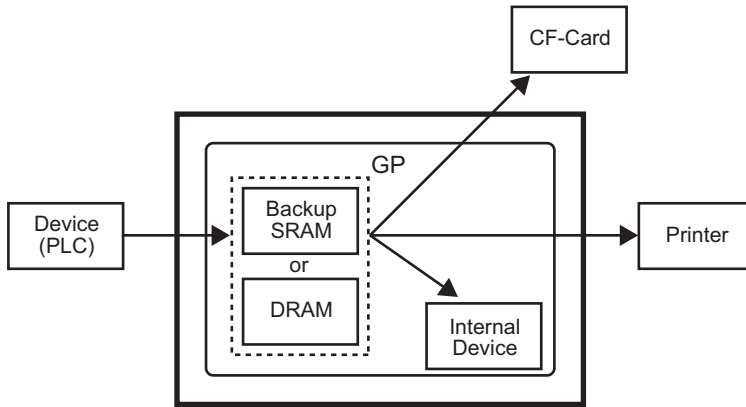 CF-Card
GP
Device
(PLC)
Backup
SRAM
or
DRAM
Internal
Device
Printer